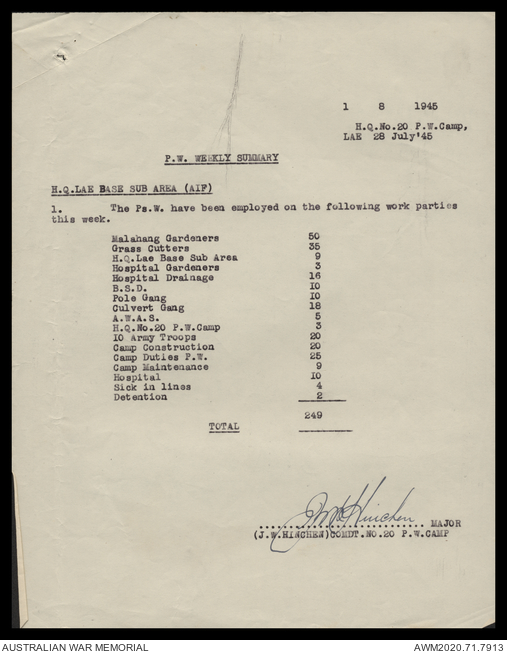 1 8 1945
H.Q.No.20 P.W.Camp,
LAE 28 July'45
P.W. WEEKLY SUMMARY
H.Q.LAE BASE SUB AREA (AIF)
1. The Ps.W. have been employed on the following work parties
this week.
Malahang Gardeners 50
Grass Cutters 35
H.Q.Lae Base Sub Area 9
Hospital Gardeners 3
Hospital Drainage 16
B.S.D. 10
Pole Gang 10
Culvert Gang 18
A.W.A.S. 5
H.Q.No.20 P.W.Camp 3
10 Army Troops 20
Camp Construction 20
Camp Duties P.W. 25
Camp Maintenance 9
Hospital 10
Sick in lines 4
Detention 2
TOTAL 249
J W Hinchen
.............................. MAJOR
(J.W.HINCHEN)COMDT.NO.20 P.W.CAMP
AUSTRALIAN WAR MEMORIAL AWM2020.71.7913